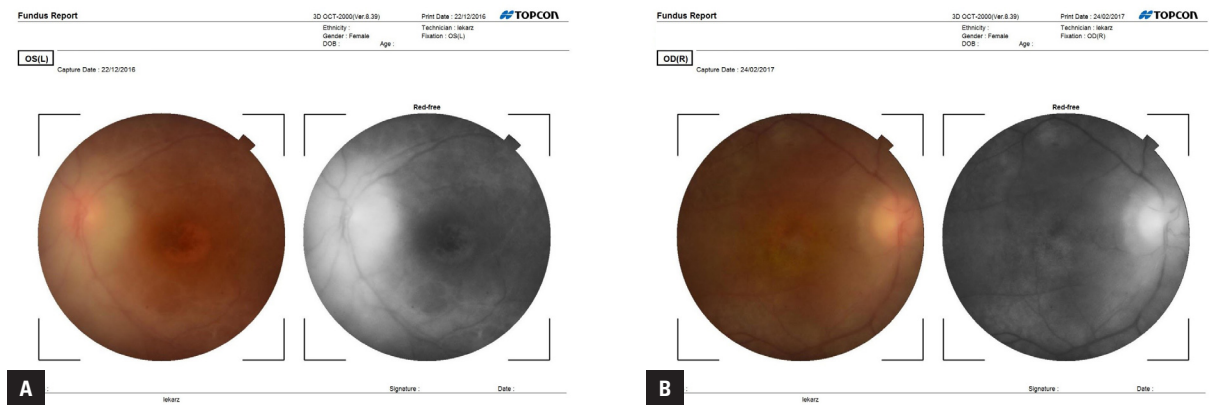 Fundus Report 3D OCT-2000(Ver.8.39) Print Date : 22/12/2016 TOPCON
Ethnicity : Technician : lekarz
Gender : Female Fixation : OS(L)
DOB : Age :
OS(L)
Capture Date : 22/12/2016
Red-free
A : Signature : Date :
lekarz
Fundus Report 3D OCT-2000(Ver.8.39) Print Date : 24/02/2017 TOPCON
Ethnicity : Technician : lekarz
Gender : Female Fixation : OD(R)
DOB : Age :
OD(R)
Capture Date : 24/02/2017
Red-free
B : Signature : Date :
lekarz